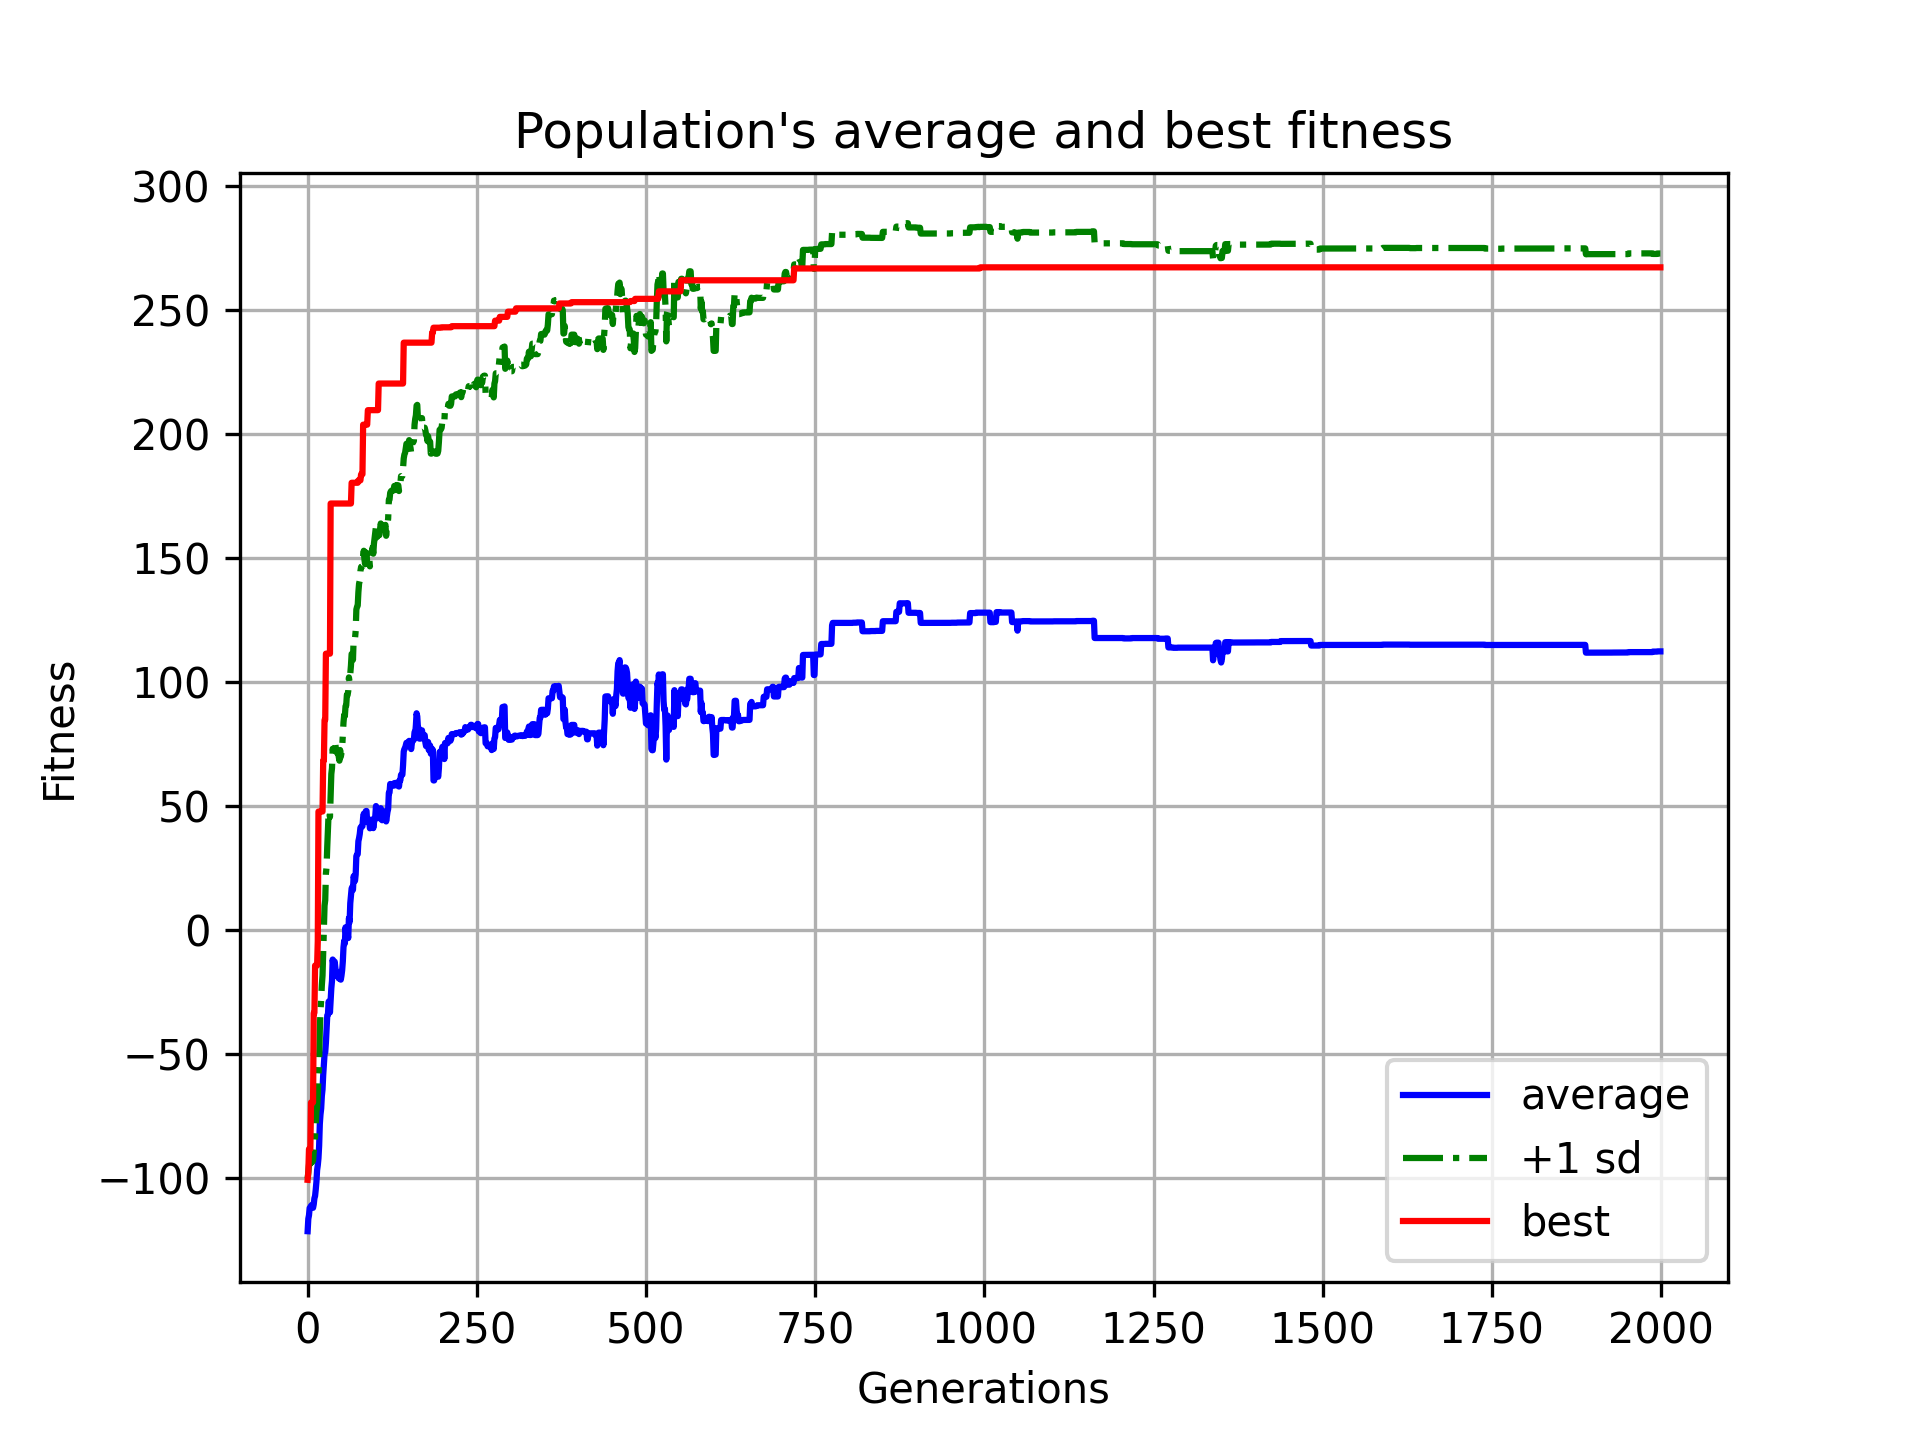 Population's average and best fitness
300
250
200
150
100
50
0
−50
−100
Fitness
average
+1 sd
best
0 250 500 750 1000 1250 1500 1750 2000
Generations